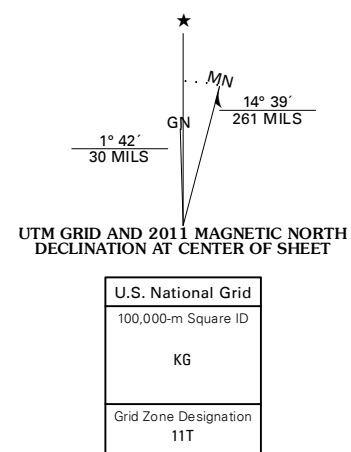 ★
MN
GN
1° 42´
30 MILS
14° 39´
261 MILS
UTM GRID AND 2011 MAGNETIC NORTH
DECLINATION AT CENTER OF SHEET
U.S. National Grid
100,000-m Square ID
KG
Grid Zone Designation
11T